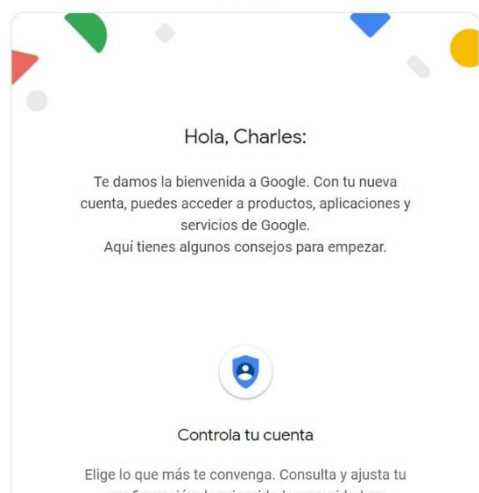 Hola, Charles:
Te damos la bienvenida a Google. Con tu nueva
cuenta, puedes acceder a productos, aplicaciones y
servicios de Google.
Aquí tienes algunos consejos para empezar.
Controla tu cuenta
Elige lo que más te convenga. Consulta y ajusta tu